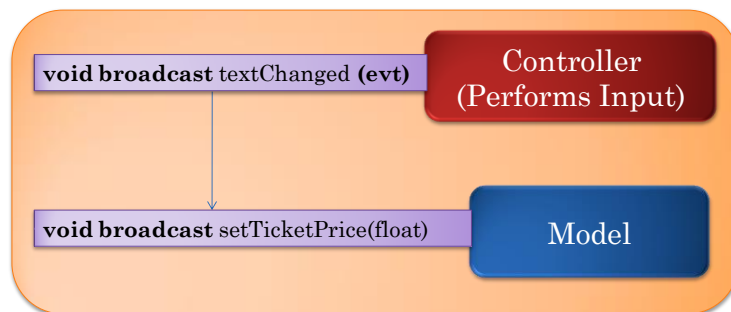 void broadcast textChanged (evt)
Controller
(Performs Input)
void broadcast setTicketPrice(float)
Model